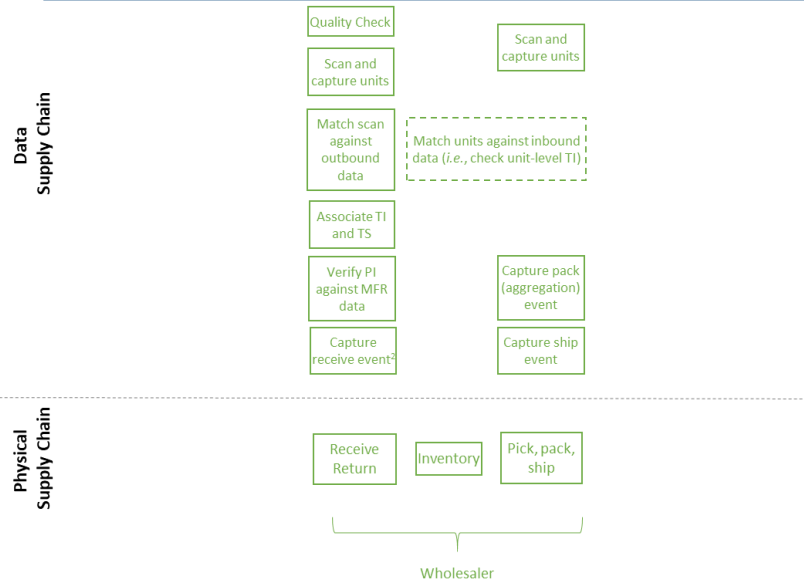 Data
Supply Chain
Quality Check
Scan and
capture units
Scan and
capture units
Match scan
against
outbound
data
Match units against inbound
data (i.e., check unit-level TI)
Associate TI
and TS
Verify PI
against MFR
data
Capture pack
(aggregation)
event
Capture
receive event²
Capture ship
event
Physical
Supply Chain
Receive
Return
Inventory
Pick, pack,
ship
Wholesaler